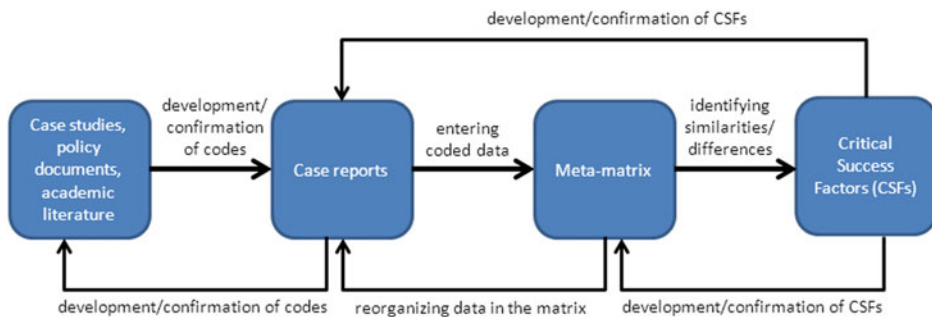 development/confirmation of CSFs
Case studies,
policy
documents,
academic
literature
development/
confirmation
of codes
Case reports
entering
coded data
Meta-matrix
identifying
similarities/
differences
Critical
Success
Factors (CSFs)
development/confirmation of codes
reorganizing data in the matrix
development/confirmation of CSFs